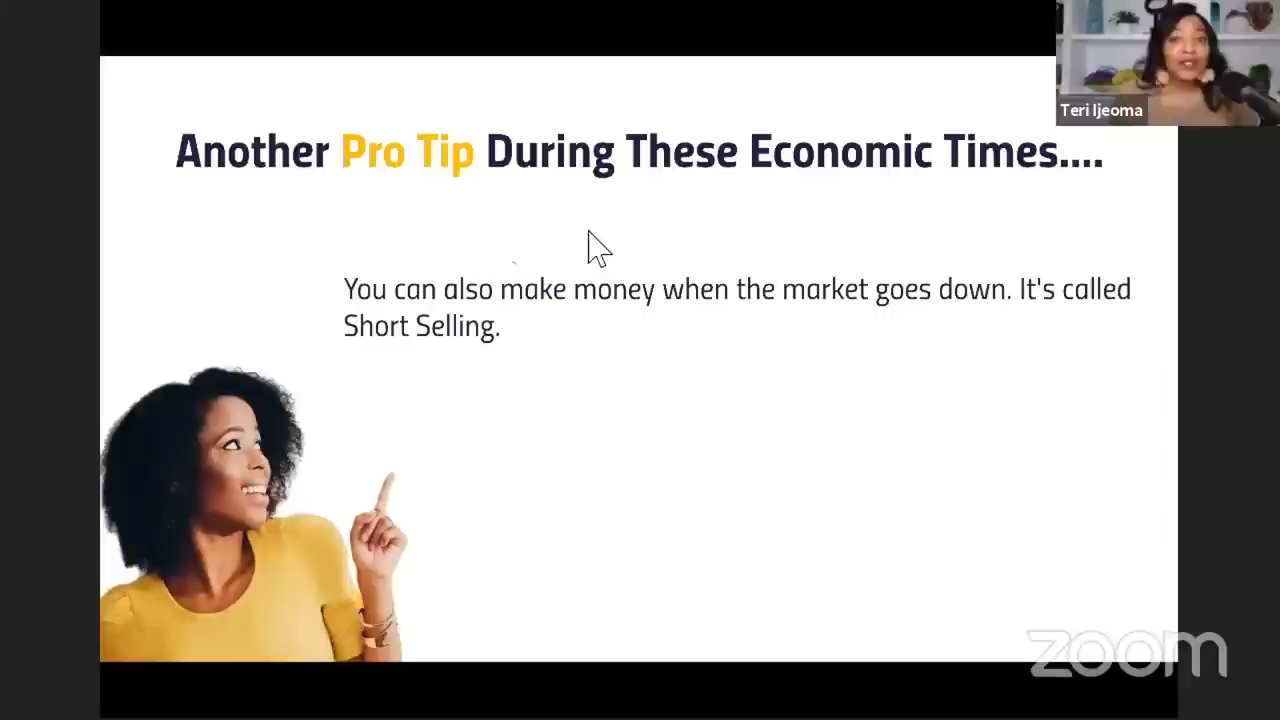 Teri Ijeoma
Another Pro Tip During These Economic Times....
You can also make money when the market goes down. It's called
Short Selling.
zoom